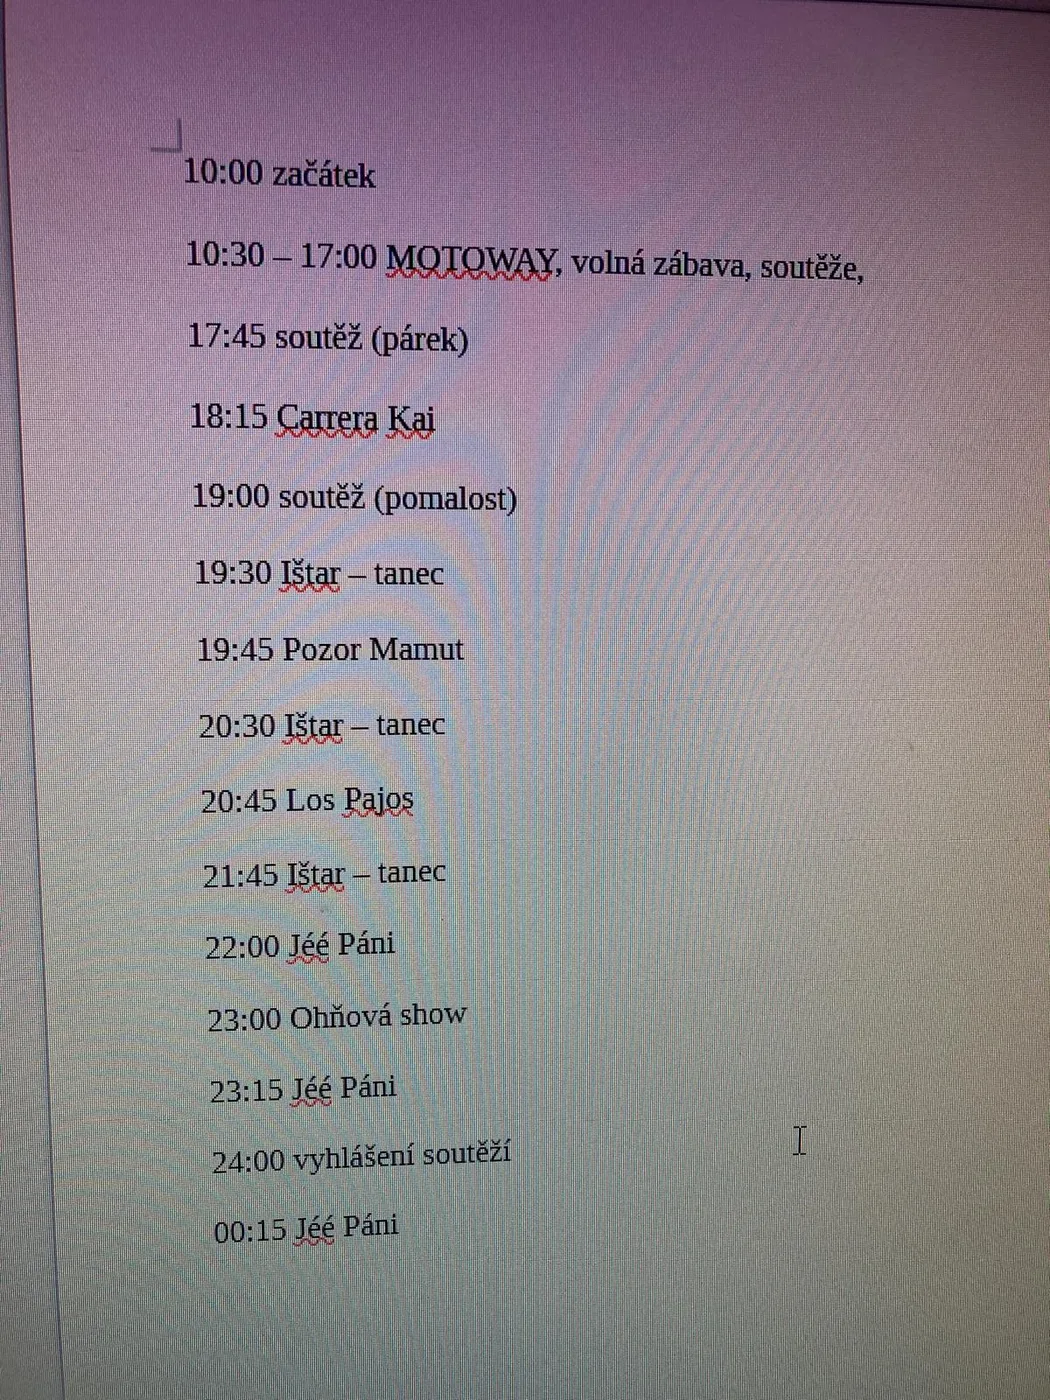 10:00 začátek
10:30 – 17:00 MOTOWAY, volná zábava, soutěže,
17:45 soutěž (párek)
18:15 Carrera Kai
19:00 soutěž (pomalost)
19:30 Ištar – tanec
19:45 Pozor Mamut
20:30 Ištar – tanec
20:45 Los Pajos
21:45 Ištar – tanec
22:00 Jéé Páni
23:00 Ohňová show
23:15 Jéé Páni
24:00 vyhlášení soutěží
00:15 Jéé Páni